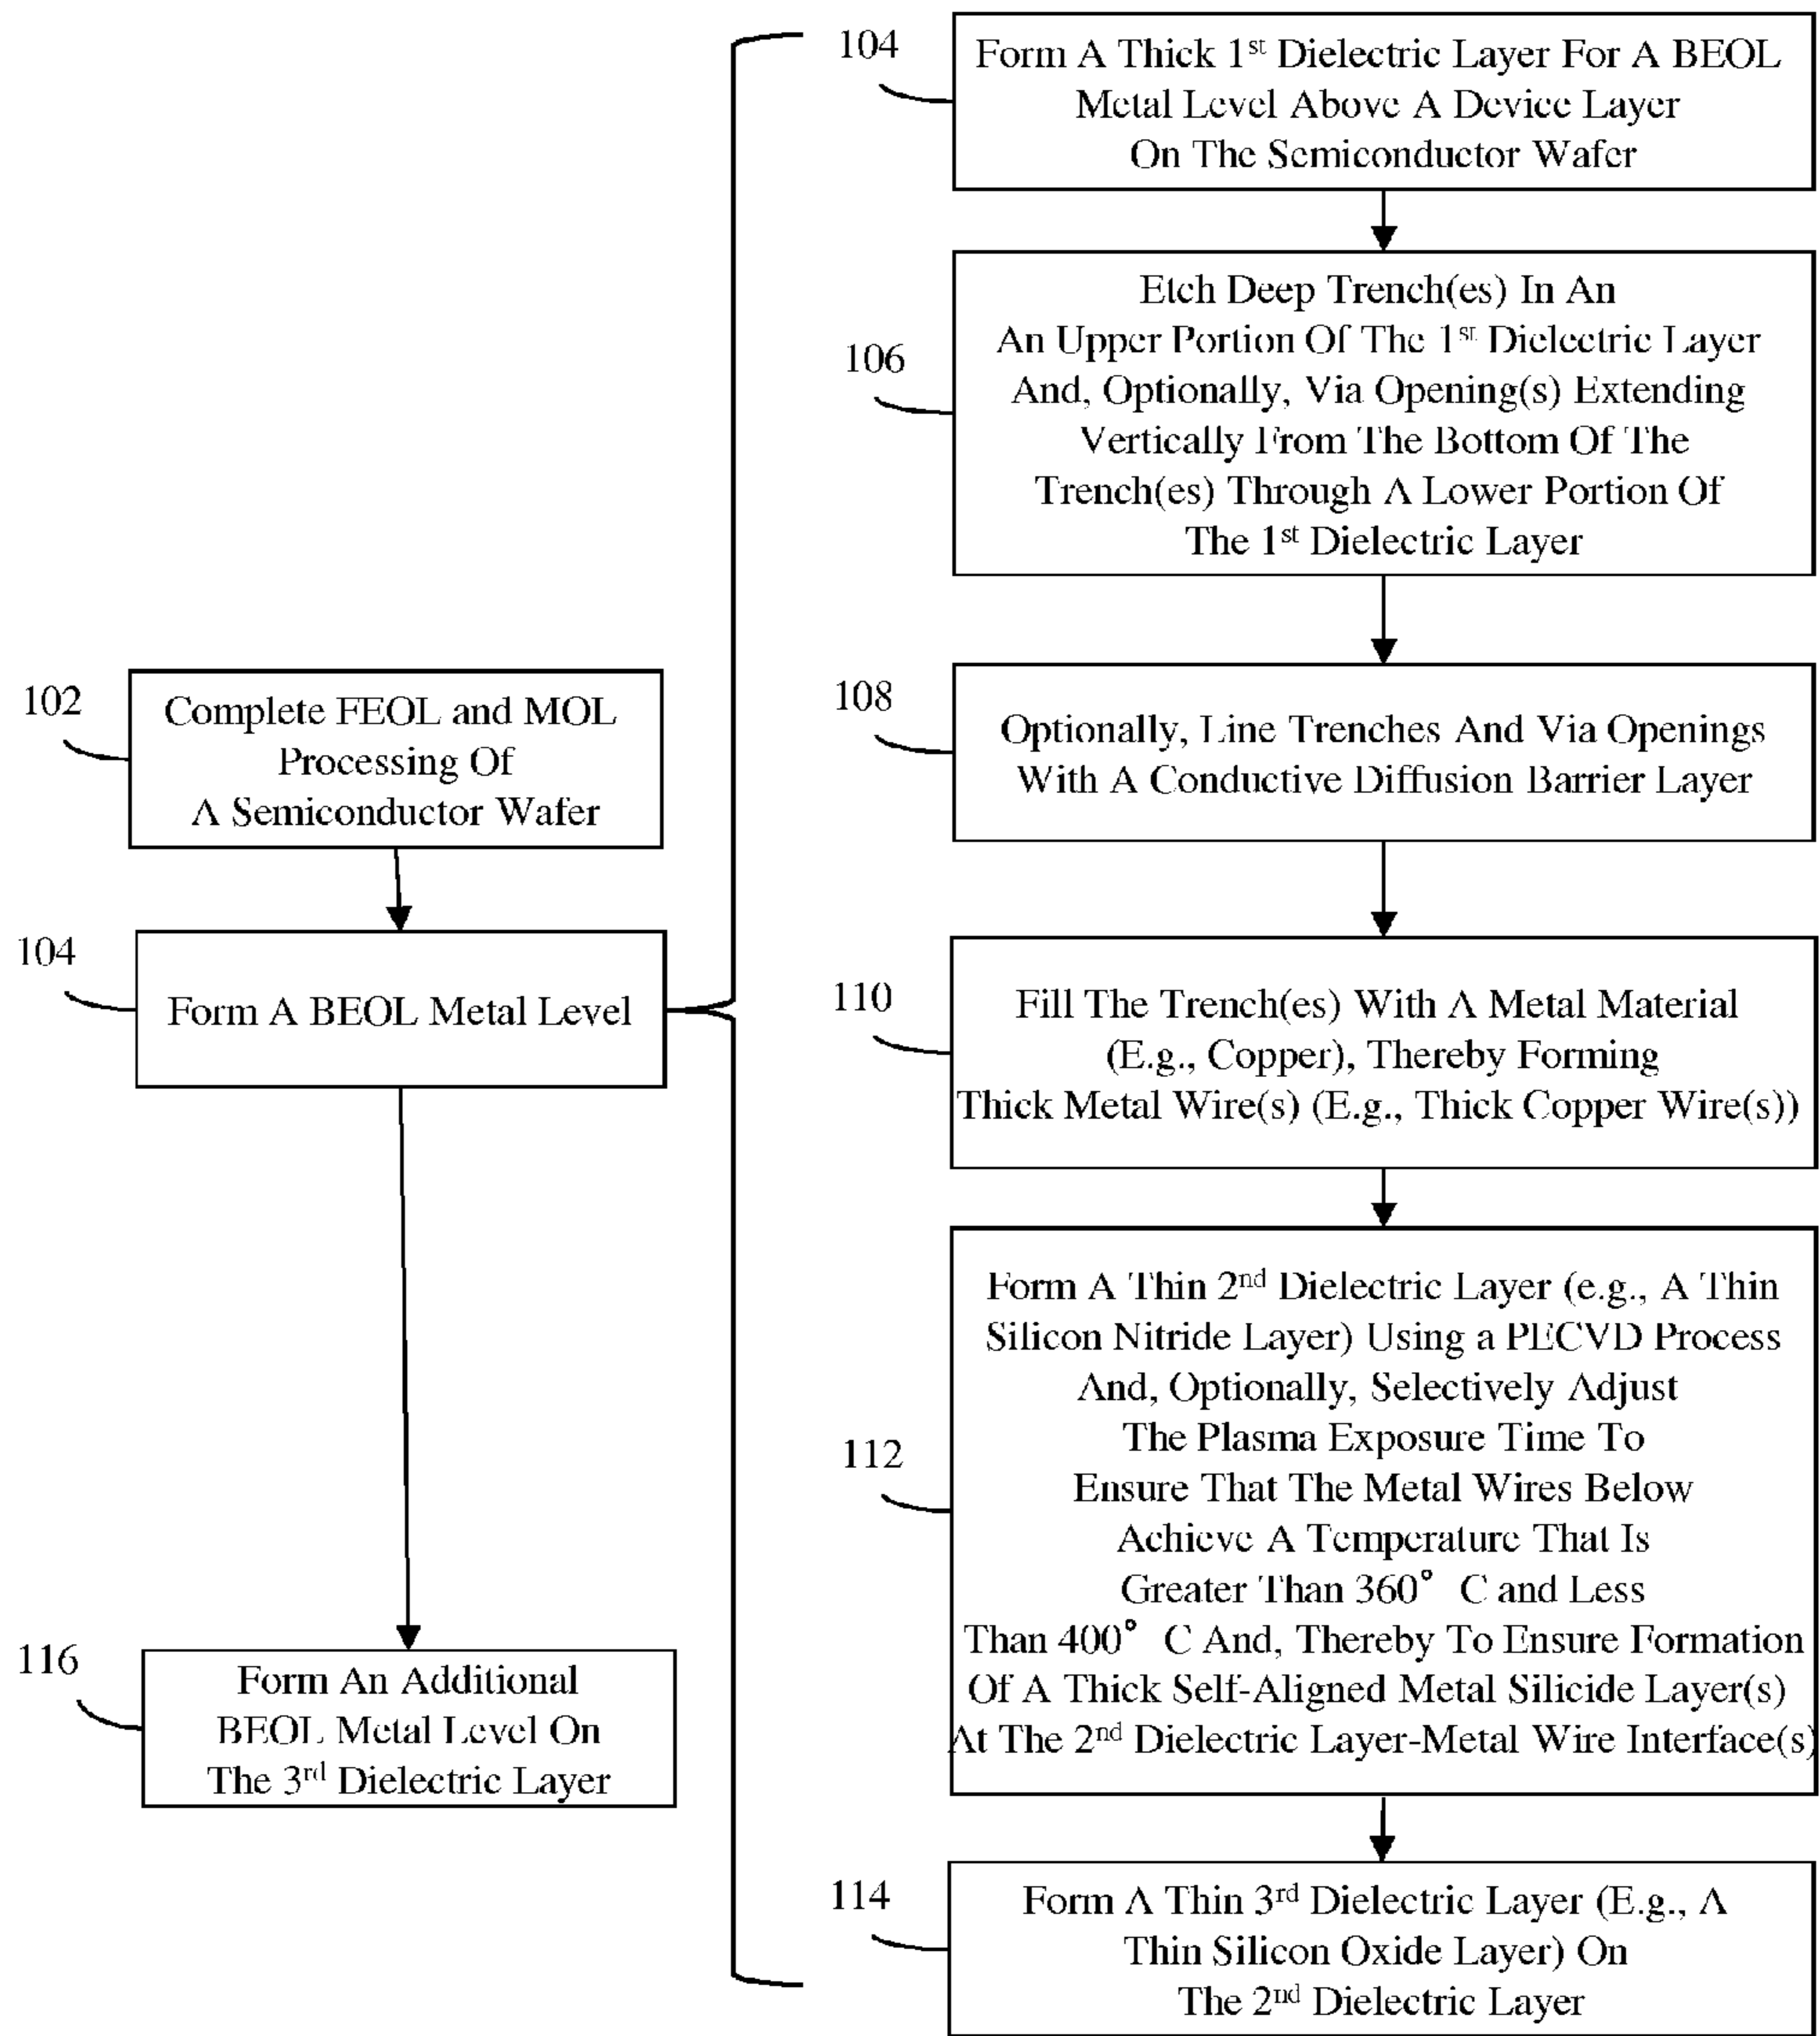 102
Complete FEOL and MOL
Processing Of
A Semiconductor Wafer
104
Form A BEOL Metal Level
116
Form An Additional
BEOL Metal Level On
The 3rd Dielectric Layer
104
Form A Thick 1st Dielectric Layer For A BEOL
Metal Level Above A Device Layer
On The Semiconductor Wafer
106
Etch Deep Trench(es) In An
An Upper Portion Of The 1st Dielectric Layer
And, Optionally, Via Opening(s) Extending
Vertically From The Bottom Of The
Trench(es) Through A Lower Portion Of
The 1st Dielectric Layer
108
Optionally, Line Trenches And Via Openings
With A Conductive Diffusion Barrier Layer
110
Fill The Trench(es) With A Metal Material
(E.g., Copper), Thereby Forming
Thick Metal Wire(s) (E.g., Thick Copper Wire(s))
112
Form A Thin 2nd Dielectric Layer (e.g., A Thin
Silicon Nitride Layer) Using a PECVD Process
And, Optionally, Selectively Adjust
The Plasma Exposure Time To
Ensure That The Metal Wires Below
Achieve A Temperature That Is
Greater Than 360° C and Less
Than 400° C And, Thereby To Ensure Formation
Of A Thick Self-Aligned Metal Silicide Layer(s)
At The 2nd Dielectric Layer-Metal Wire Interface(s)
114
Form A Thin 3rd Dielectric Layer (E.g., A
Thin Silicon Oxide Layer) On
The 2nd Dielectric Layer